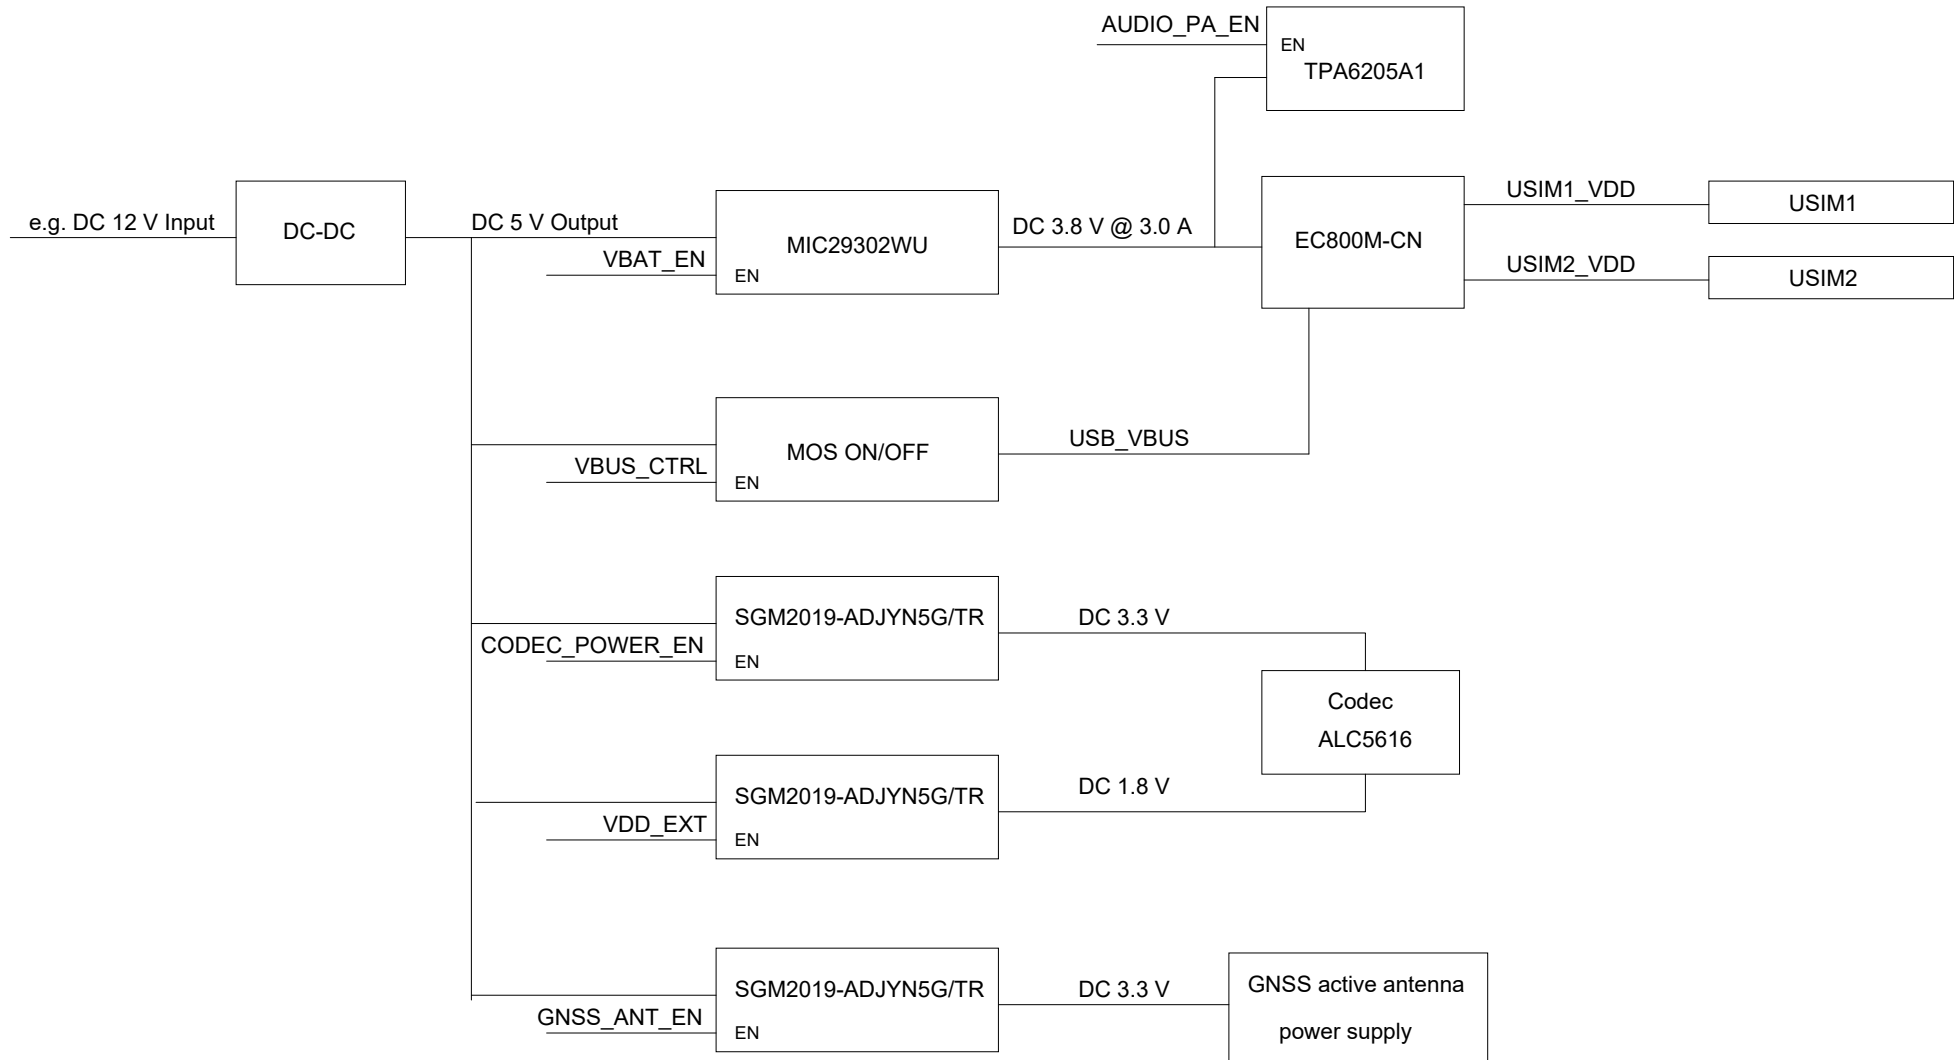 AUDIO_PA_EN
EN
TPA6205A1
e.g. DC 12 V Input
DC-DC
DC 5 V Output
VBAT_EN
MIC29302WU
EN
DC 3.8 V @ 3.0 A
EC800M-CN
USIM1_VDD
USIM1
USIM2_VDD
USIM2
VBUS_CTRL
MOS ON/OFF
EN
USB_VBUS
CODEC_POWER_EN
SGM2019-ADJYN5G/TR
EN
DC 3.3 V
Codec
ALC5616
VDD_EXT
SGM2019-ADJYN5G/TR
EN
DC 1.8 V
GNSS_ANT_EN
SGM2019-ADJYN5G/TR
EN
DC 3.3 V
GNSS active antenna
power supply